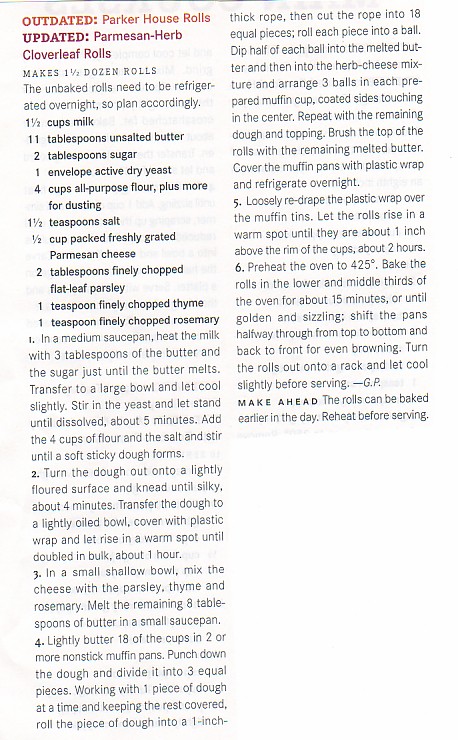 OUTDATED: Parker House Rolls
UPDATED: Parmesan-Herb
Cloverleaf Rolls
MAKES 1½ DOZEN ROLLS
The unbaked rolls need to be refriger-
ated overnight, so plan accordingly.
1½ cups milk
11 tablespoons unsalted butter
2 tablespoons sugar
1 envelope active dry yeast
4 cups all-purpose flour, plus more
for dusting
1½ teaspoons salt
½ cup packed freshly grated
Parmesan cheese
2 tablespoons finely chopped
flat-leaf parsley
1 teaspoon finely chopped thyme
1 teaspoon finely chopped rosemary
1. In a medium saucepan, heat the milk
with 3 tablespoons of the butter and
the sugar just until the butter melts.
Transfer to a large bowl and let cool
slightly. Stir in the yeast and let stand
until dissolved, about 5 minutes. Add
the 4 cups of flour and the salt and stir
until a soft sticky dough forms.
2. Turn the dough out onto a lightly
floured surface and knead until silky,
about 4 minutes. Transfer the dough to
a lightly oiled bowl, cover with plastic
wrap and let rise in a warm spot until
doubled in bulk, about 1 hour.
3. In a small shallow bowl, mix the
cheese with the parsley, thyme and
rosemary. Melt the remaining 8 table-
spoons of butter in a small saucepan.
4. Lightly butter 18 of the cups in 2 or
more nonstick muffin pans. Punch down
the dough and divide it into 3 equal
pieces. Working with 1 piece of dough
at a time and keeping the rest covered,
roll the piece of dough into a 1-inch-
thick rope, then cut the rope into 18
equal pieces; roll each piece into a ball.
Dip half of each ball into the melted but-
ter and then into the herb-cheese mix-
ture and arrange 3 balls in each pre-
pared muffin cup, coated sides touching
in the center. Repeat with the remaining
dough and topping. Brush the top of the
rolls with the remaining melted butter.
Cover the muffin pans with plastic wrap
and refrigerate overnight.
5. Loosely re-drape the plastic wrap over
the muffin tins. Let the rolls rise in a
warm spot until they are about 1 inch
above the rim of the cups, about 2 hours.
6. Preheat the oven to 425°. Bake the
rolls in the lower and middle thirds of
the oven for about 15 minutes, or until
golden and sizzling; shift the pans
halfway through from top to bottom and
back to front for even browning. Turn
the rolls out onto a rack and let cool
slightly before serving. —G.P.
MAKE AHEAD The rolls can be baked
earlier in the day. Reheat before serving.